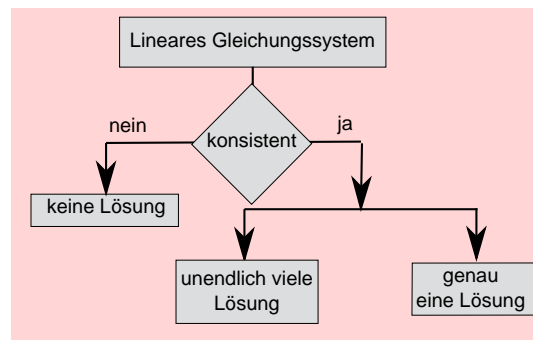 Lineares Gleichungssystem
nein
konsistent
ja
keine Lösung
unendlich viele
Lösung
genau
eine Lösung